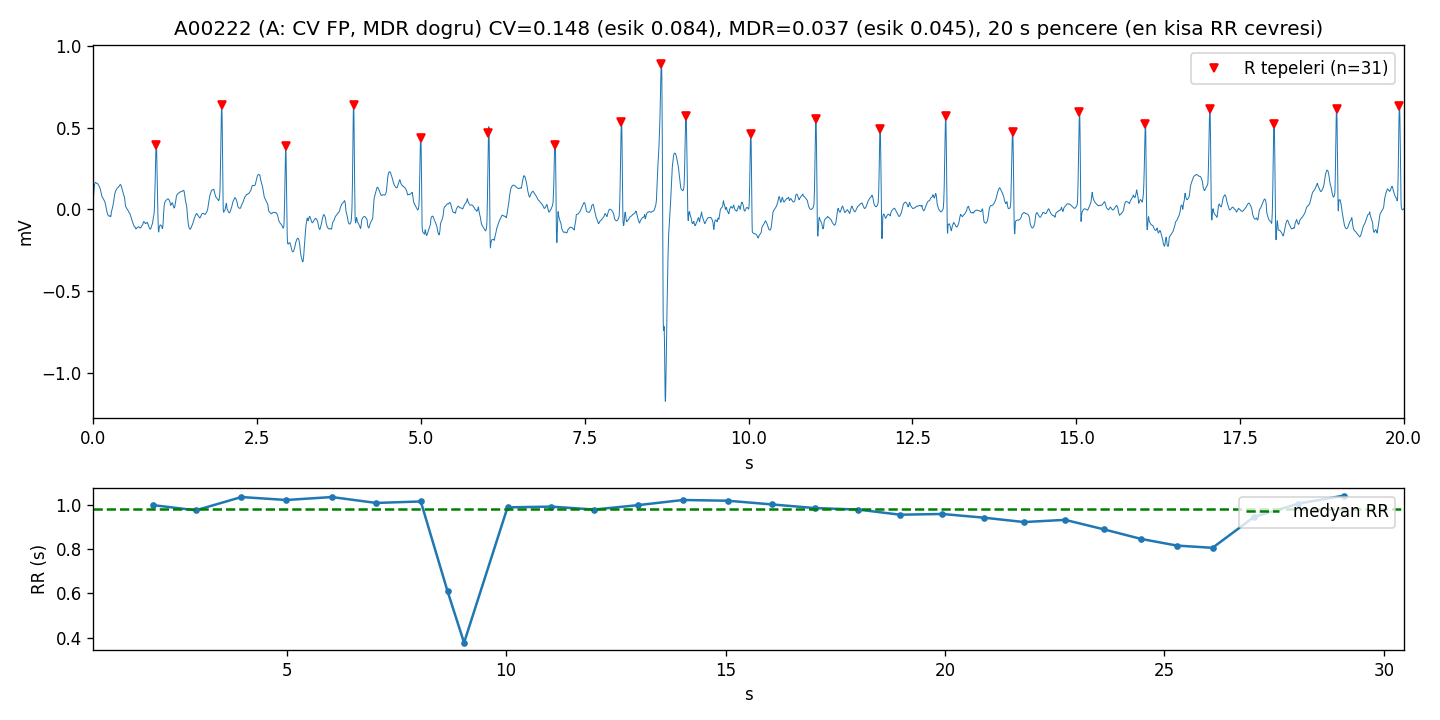 A00222 (A: CV FP, MDR dogru) CV=0.148 (esik 0.084), MDR=0.037 (esik 0.045), 20 s pencere (en kisa RR cevresi)
R tepeleri (n=31)
mV
1.0
0.5
0.0
−0.5
−1.0
0.0 2.5 5.0 7.5 10.0 12.5 15.0 17.5 20.0
s
medyan RR
RR (s)
1.0
0.8
0.6
0.4
5 10 15 20 25 30
s